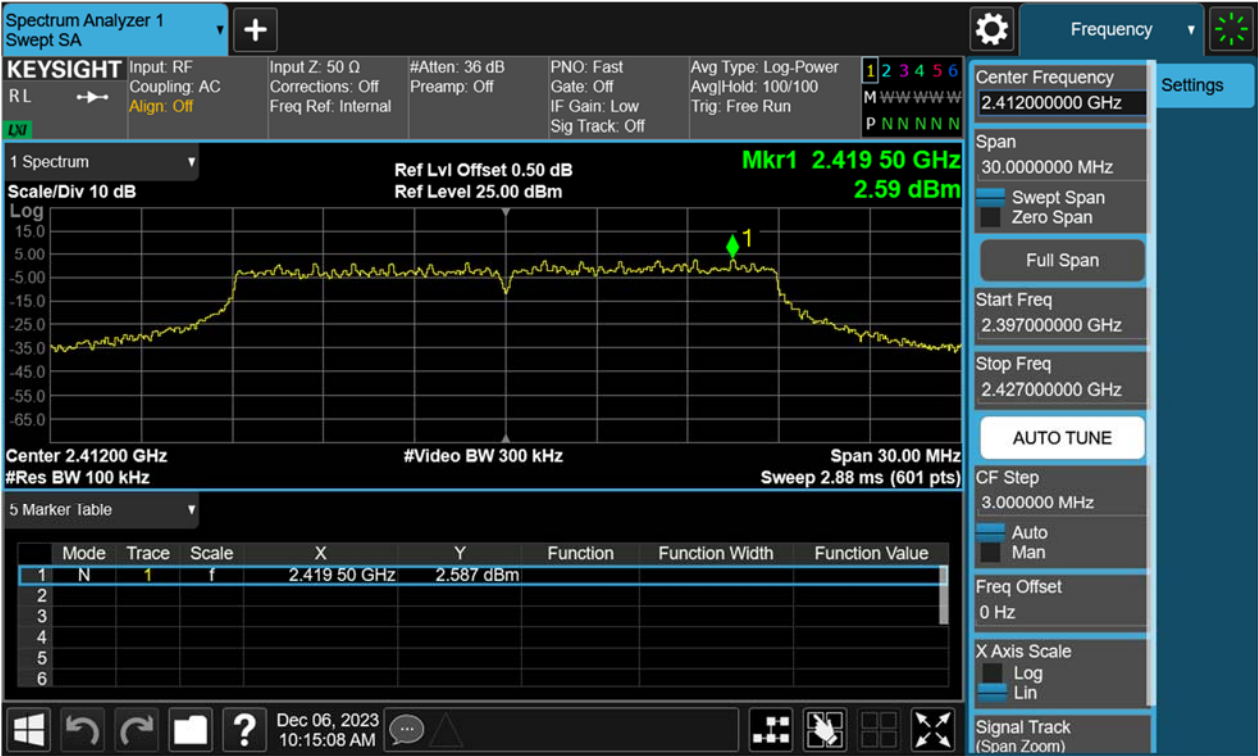 Spectrum Analyzer 1
Swept SA
Frequency
KEYSIGHT
R L
LXI
Input: RF
Coupling: AC
Align: Off
Input Z: 50 Ω
Corrections: Off
Freq Ref: Internal
#Atten: 36 dB
Preamp: Off
PNO: Fast
Gate: Off
IF Gain: Low
Sig Track: Off
Avg Type: Log-Power
Avg|Hold: 100/100
Trig: Free Run
1 2 3 4 5 6
M W W W W W
P N N N N N
1 Spectrum
Scale/Div 10 dB
Ref Lvl Offset 0.50 dB
Ref Level 25.00 dBm
Mkr1 2.419 50 GHz
2.59 dBm
Log
15.0
5.00
-5.00
-15.0
-25.0
-35.0
-45.0
-55.0
-65.0
1
Center 2.41200 GHz
#Res BW 100 kHz
#Video BW 300 kHz
Span 30.00 MHz
Sweep 2.88 ms (601 pts)
5 Marker Table
Mode Trace Scale X Y Function Function Width Function Value
1 N 1 f 2.419 50 GHz 2.587 dBm
2
3
4
5
6
?
Dec 06, 2023
10:15:08 AM
Center Frequency
2.412000000 GHz
Settings
Span
30.0000000 MHz
Swept Span
Zero Span
Full Span
Start Freq
2.397000000 GHz
Stop Freq
2.427000000 GHz
AUTO TUNE
CF Step
3.000000 MHz
Auto
Man
Freq Offset
0 Hz
X Axis Scale
Log
Lin
Signal Track
(Span Zoom)